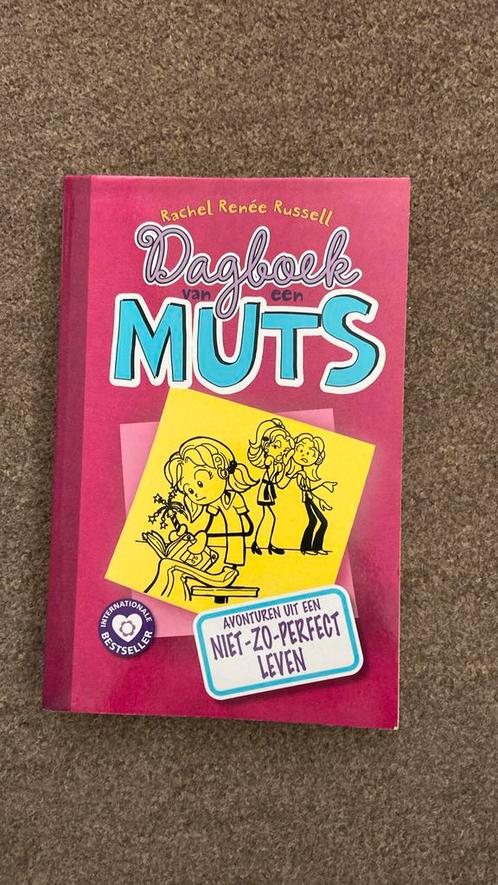 Rachel Renée Russell
Dagboek
van een
MUTS
AVONTUREN UIT EEN
NIET-ZO-PERFECT
LEVEN
INTERNATIONALE
BESTSELLER